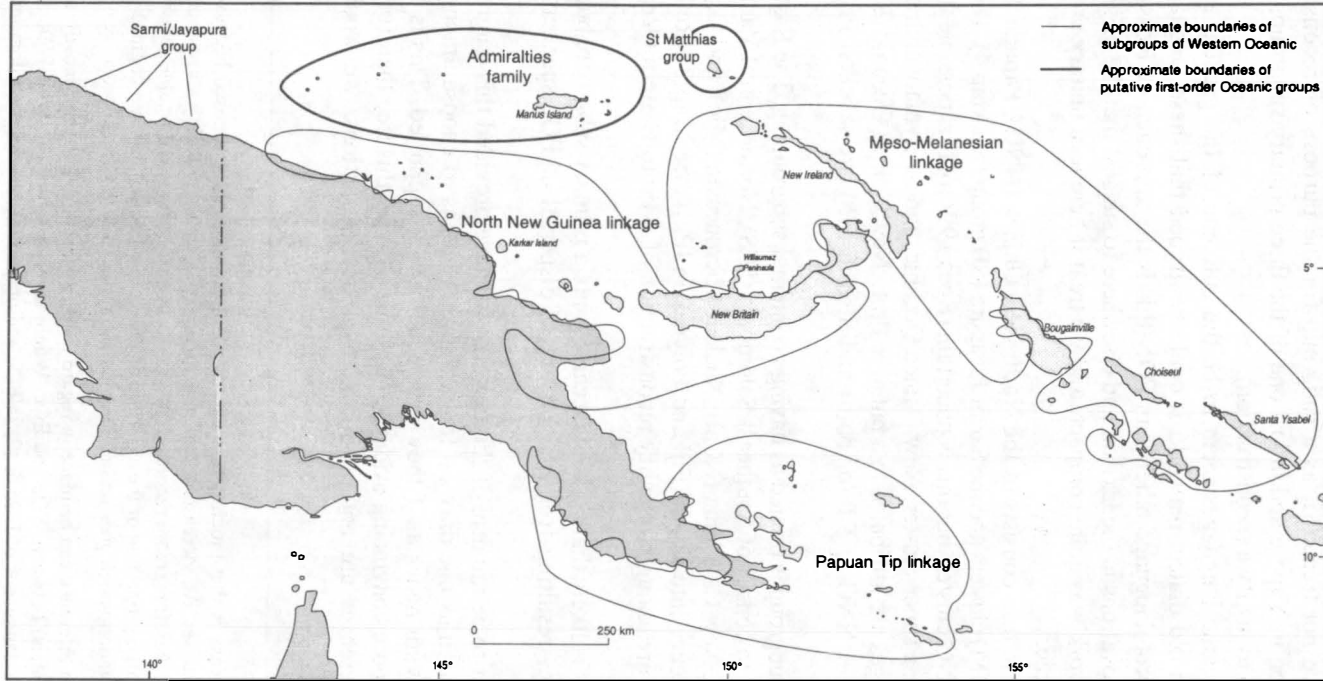 Sarmi/Jayapura
group
Admiralties
family
Manus Island
St Matthias
group
Approximate boundaries of
subgroups of Western Oceanic
Approximate boundaries of
putative first-order Oceanic groups
Meso-Melanesian
linkage
New Ireland
North New Guinea linkage
Karkar Island
Willaumez
Peninsula
New Britain
5°
Bougainville
Choiseul
Santa Ysabel
Papuan Tip linkage
10°
0 250 km
140° 145° 150° 155°